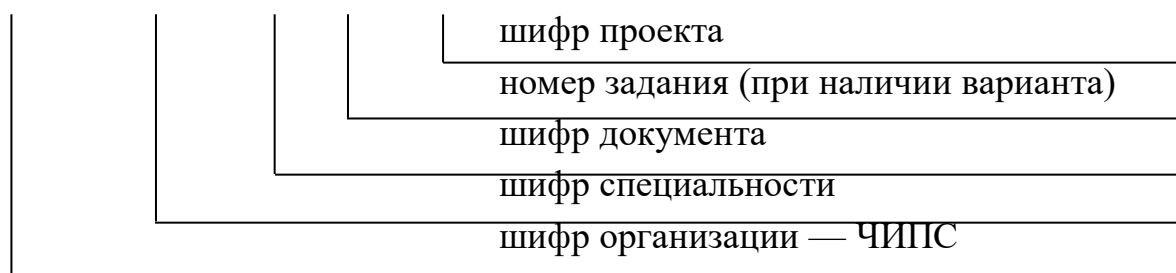 шифр проекта
номер задания (при наличии варианта)
шифр документа
шифр специальности
шифр организации — ЧИПС